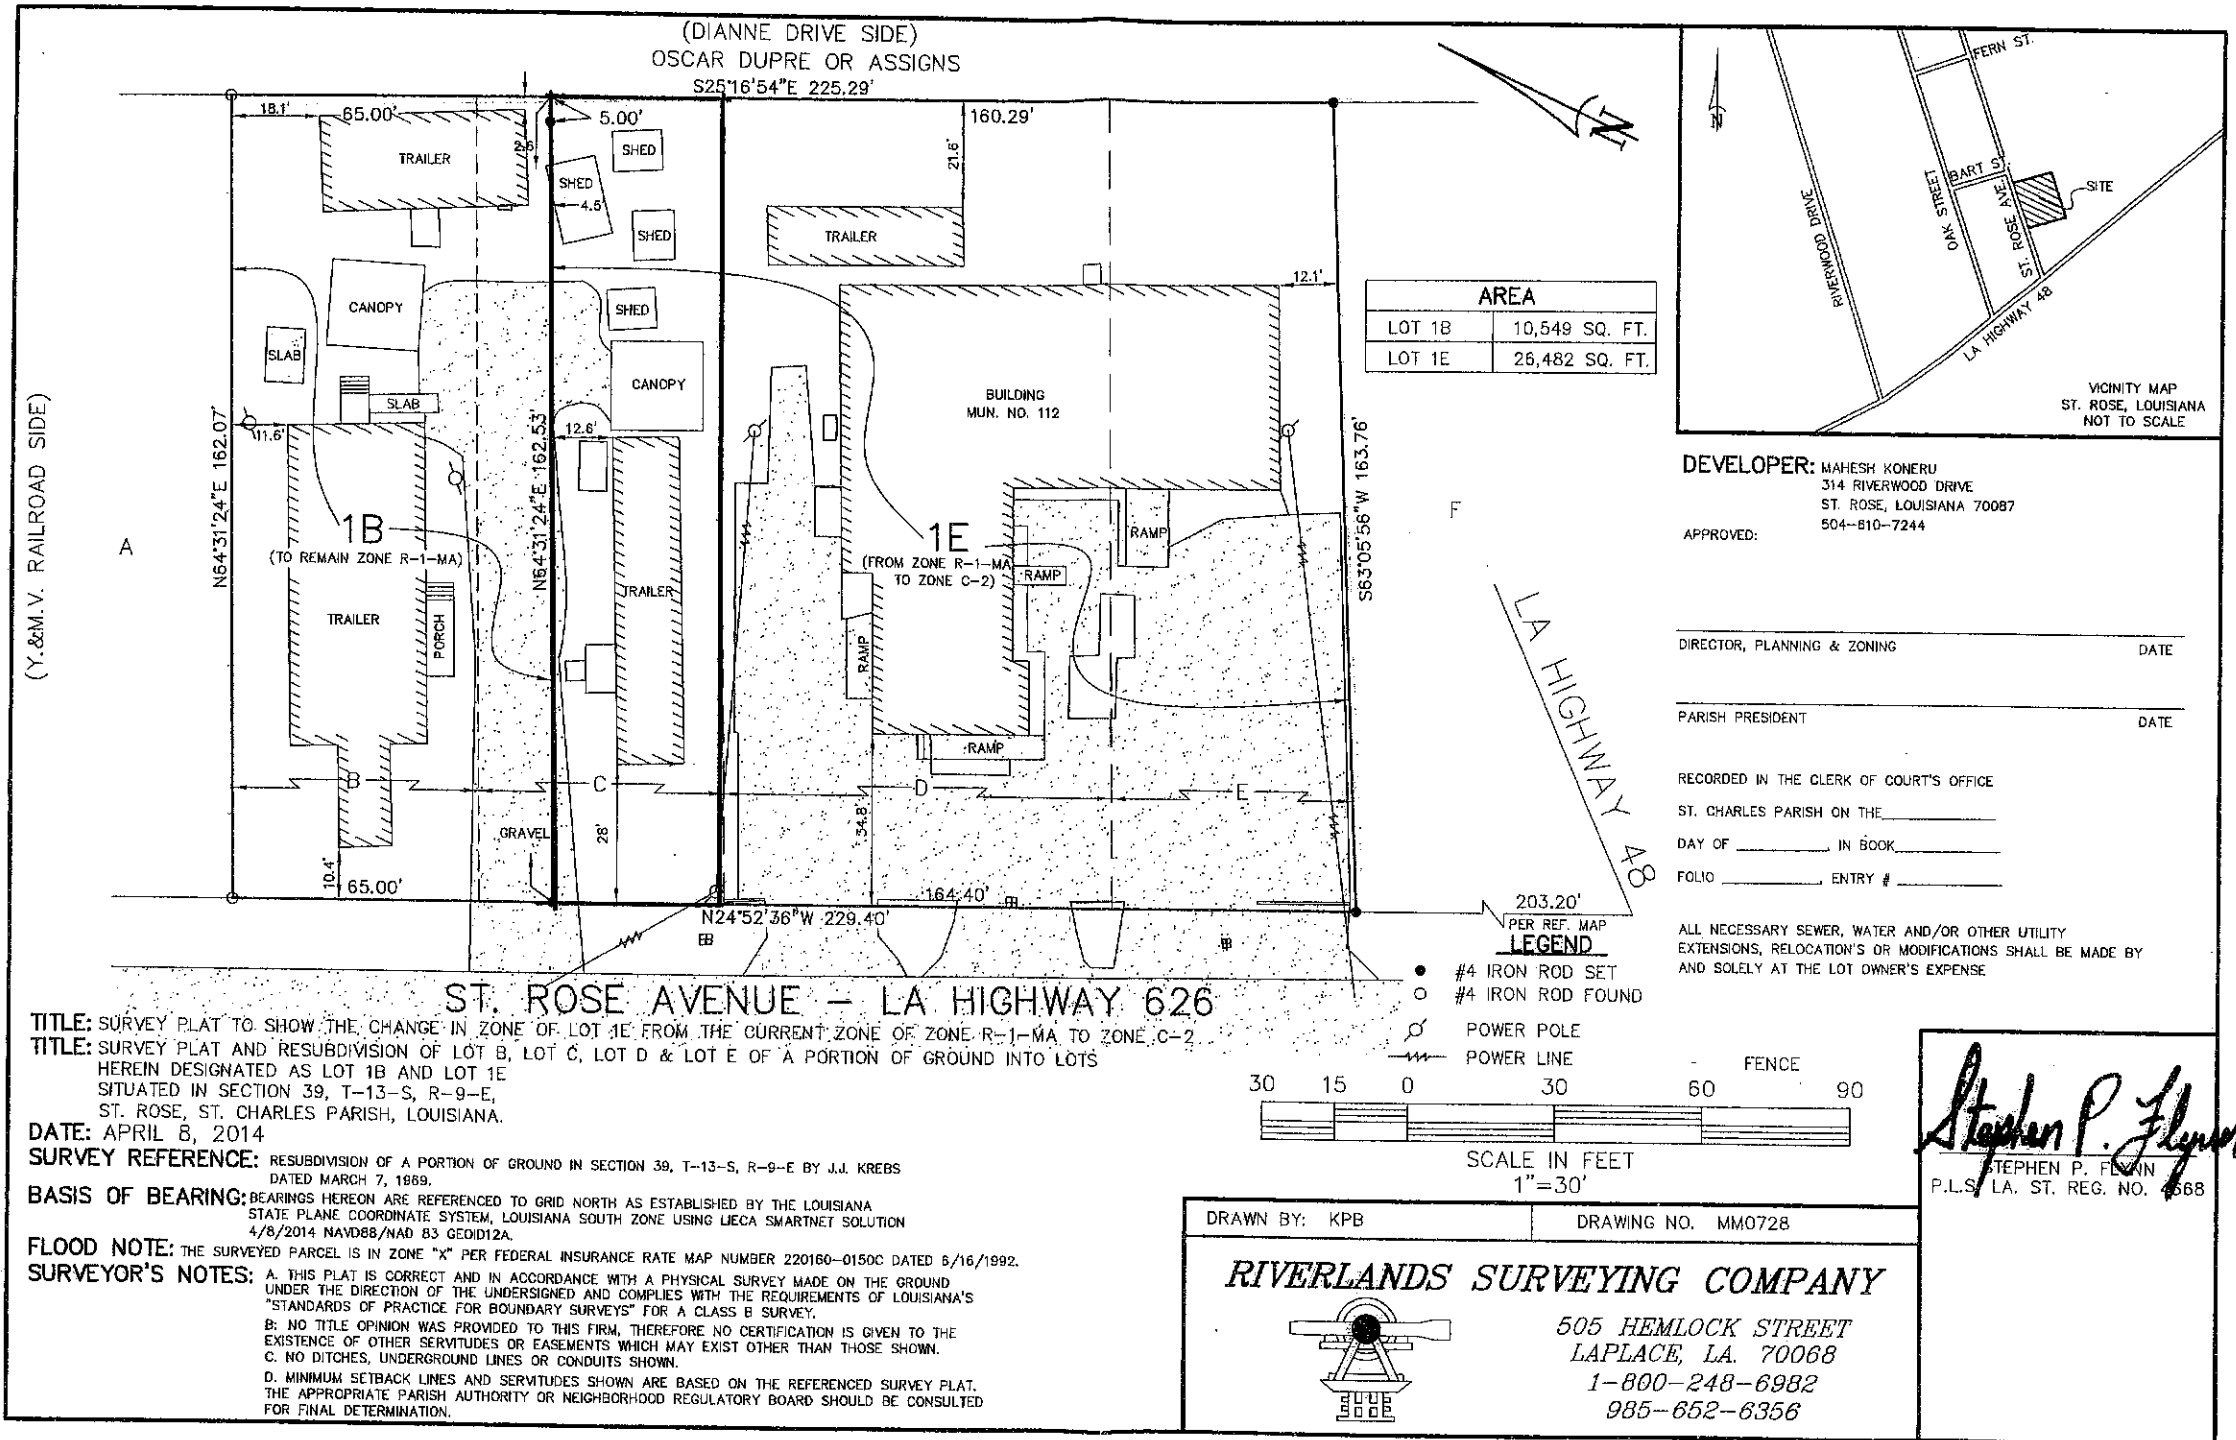 (DIANNE DRIVE SIDE)
OSCAR DUPRE OR ASSIGNS
S25°16'54"E 225.29'
18.1'
65.00'
5.00'
160.29'
2.6
21.6'
TRAILER
SHED
SHED
4.5'
SHED
TRAILER
12.1'
CANOPY
SHED
SLAB
CANOPY
SLAB
BUILDING
MUN. NO. 112
11.6'
12.6'
(Y.&M.V. RAILROAD SIDE)
A
N64°31'24"E 162.07'
N64°31'24"E 162.53'
S63°05'56"W 163.76'
F
1B
(TO REMAIN ZONE R-1-MA)
1E
(FROM ZONE R-1-MA
TO ZONE C-2)
RAMP
RAMP
TRAILER
TRAILER
PORCH
RAMP
RAMP
B
C
D
E
GRAVEL
28'
34.8'
10.4'
65.00'
164.40'
N24°52'36"W 229.40'
LA HIGHWAY 48
203.20'
PER REF. MAP
ST. ROSE AVENUE – LA HIGHWAY 626
AREA
LOT 1B 10,549 SQ. FT.
LOT 1E 26,482 SQ. FT.
N
N
FERN ST.
BART ST.
OAK STREET
ST. ROSE AVE.
RIVERWOOD DRIVE
SITE
LA HIGHWAY 48
VICINITY MAP
ST. ROSE, LOUISIANA
NOT TO SCALE
DEVELOPER: MAHESH KONERU
314 RIVERWOOD DRIVE
ST. ROSE, LOUISIANA 70087
504-610-7244
APPROVED:
DIRECTOR, PLANNING & ZONING DATE
PARISH PRESIDENT DATE
RECORDED IN THE CLERK OF COURT'S OFFICE
ST. CHARLES PARISH ON THE
DAY OF , IN BOOK
FOLIO , ENTRY #
ALL NECESSARY SEWER, WATER AND/OR OTHER UTILITY
EXTENSIONS, RELOCATION'S OR MODIFICATIONS SHALL BE MADE BY
AND SOLELY AT THE LOT OWNER'S EXPENSE
LEGEND
#4 IRON ROD SET
#4 IRON ROD FOUND
POWER POLE
POWER LINE
FENCE
30 15 0 30 60 90
SCALE IN FEET
1"=30'
TITLE: SURVEY PLAT TO SHOW THE CHANGE IN ZONE OF LOT 1E FROM THE CURRENT ZONE OF ZONE R-1-MA TO ZONE C-2
TITLE: SURVEY PLAT AND RESUBDIVISION OF LOT B, LOT C, LOT D & LOT E OF A PORTION OF GROUND INTO LOTS
HEREIN DESIGNATED AS LOT 1B AND LOT 1E
SITUATED IN SECTION 39, T-13-S, R-9-E,
ST. ROSE, ST. CHARLES PARISH, LOUISIANA.
DATE: APRIL 8, 2014
SURVEY REFERENCE: RESUBDIVISION OF A PORTION OF GROUND IN SECTION 39, T-13-S, R-9-E BY J.J. KREBS
DATED MARCH 7, 1969.
BASIS OF BEARING: BEARINGS HEREON ARE REFERENCED TO GRID NORTH AS ESTABLISHED BY THE LOUISIANA
STATE PLANE COORDINATE SYSTEM, LOUISIANA SOUTH ZONE USING LIECA SMARTNET SOLUTION
4/8/2014 NAVD88/NAD 83 GEOID12A.
FLOOD NOTE: THE SURVEYED PARCEL IS IN ZONE "X" PER FEDERAL INSURANCE RATE MAP NUMBER 220160-0150C DATED 6/16/1992.
SURVEYOR'S NOTES: A. THIS PLAT IS CORRECT AND IN ACCORDANCE WITH A PHYSICAL SURVEY MADE ON THE GROUND
UNDER THE DIRECTION OF THE UNDERSIGNED AND COMPLIES WITH THE REQUIREMENTS OF LOUISIANA'S
"STANDARDS OF PRACTICE FOR BOUNDARY SURVEYS" FOR A CLASS B SURVEY.
B: NO TITLE OPINION WAS PROVIDED TO THIS FIRM, THEREFORE NO CERTIFICATION IS GIVEN TO THE
EXISTENCE OF OTHER SERVITUDES OR EASEMENTS WHICH MAY EXIST OTHER THAN THOSE SHOWN.
C. NO DITCHES, UNDERGROUND LINES OR CONDUITS SHOWN.
D. MINIMUM SETBACK LINES AND SERVITUDES SHOWN ARE BASED ON THE REFERENCED SURVEY PLAT.
THE APPROPRIATE PARISH AUTHORITY OR NEIGHBORHOOD REGULATORY BOARD SHOULD BE CONSULTED
FOR FINAL DETERMINATION.
DRAWN BY: KPB DRAWING NO. MM0728
RIVERLANDS SURVEYING COMPANY
505 HEMLOCK STREET
LAPLACE, LA. 70068
1-800-248-6982
985-652-6356
Stephen P. Flynn
STEPHEN P. FLYNN
P.L.S. LA. ST. REG. NO. 4668